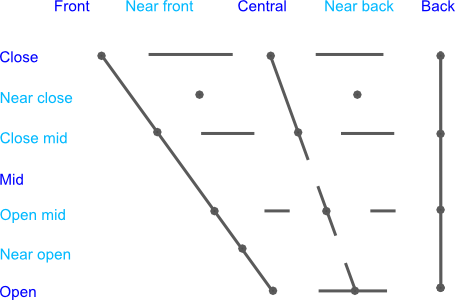 Front Near front Central Near back Back
Close
Near close
Close mid
Mid
Open mid
Near open
Open